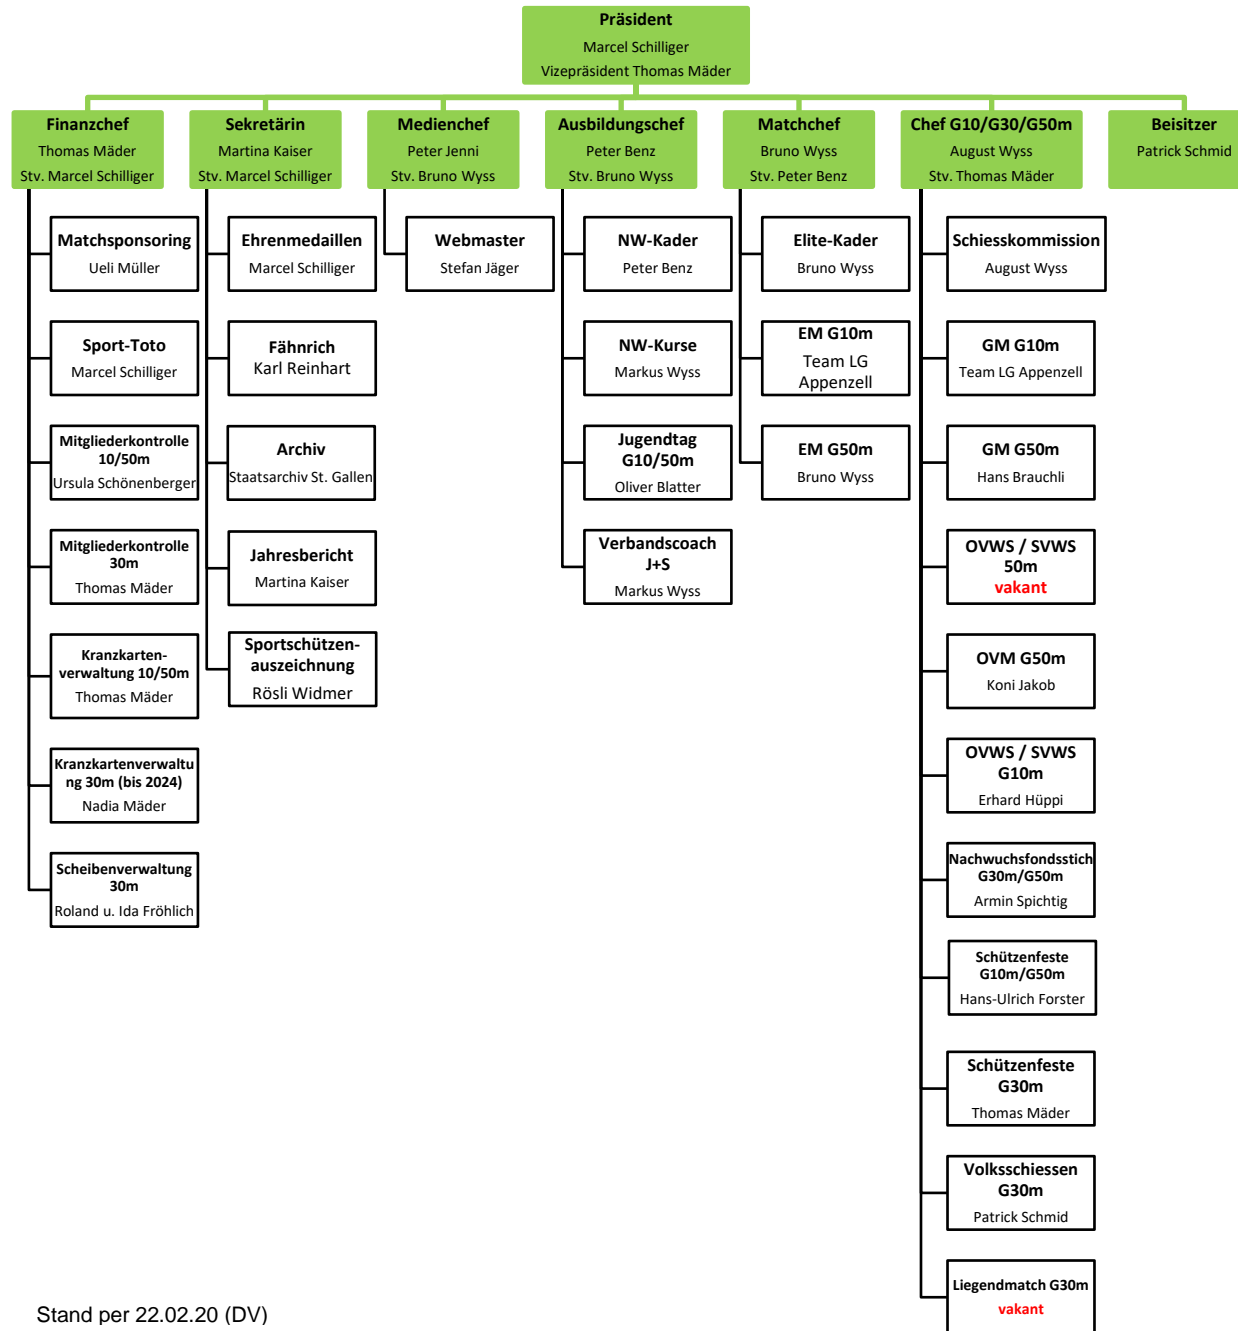 Präsident
Marcel Schilliger
Vizepräsident Thomas Mäder
Finanzchef
Thomas Mäder
Stv. Marcel Schilliger
Sekretärin
Martina Kaiser
Stv. Marcel Schilliger
Medienchef
Peter Jenni
Stv. Bruno Wyss
Ausbildungschef
Peter Benz
Stv. Bruno Wyss
Matchchef
Bruno Wyss
Stv. Peter Benz
Chef G10/G30/G50m
August Wyss
Stv. Thomas Mäder
Beisitzer
Patrick Schmid
Matchsponsoring
Ueli Müller
Sport-Toto
Marcel Schilliger
Mitgliederkontrolle
10/50m
Ursula Schönenberger
Mitgliederkontrolle
30m
Thomas Mäder
Kranzkarten-
verwaltung 10/50m
Thomas Mäder
Kranzkartenverwaltu
ng 30m (bis 2024)
Nadia Mäder
Scheibenverwaltung
30m
Roland u. Ida Fröhlich
Ehrenmedaillen
Marcel Schilliger
Fähnrich
Karl Reinhart
Archiv
Staatsarchiv St. Gallen
Jahresbericht
Martina Kaiser
Sportschützen-
auszeichnung
Rösli Widmer
Webmaster
Stefan Jäger
NW-Kader
Peter Benz
NW-Kurse
Markus Wyss
Jugendtag
G10/50m
Oliver Blatter
Verbandscoach
J+S
Markus Wyss
Elite-Kader
Bruno Wyss
EM G10m
Team LG
Appenzell
EM G50m
Bruno Wyss
Schiesskommission
August Wyss
GM G10m
Team LG Appenzell
GM G50m
Hans Brauchli
OVWS / SVWS
50m
vakant
OVM G50m
Koni Jakob
OVWS / SVWS
G10m
Erhard Hüppi
Nachwuchsfondsstich
G30m/G50m
Armin Spichtig
Schützenfeste
G10m/G50m
Hans-Ulrich Forster
Schützenfeste
G30m
Thomas Mäder
Volksschiessen
G30m
Patrick Schmid
Liegendmatch G30m
vakant
Stand per 22.02.20 (DV)